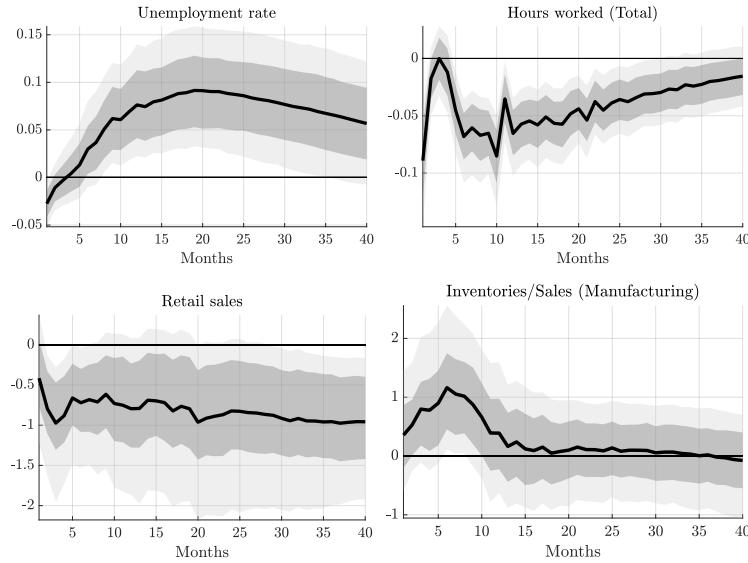 Unemployment rate
0.15
0.1
0.05
0
-0.05
5 10 15 20 25 30 35 40
Months
Hours worked (Total)
0
-0.05
-0.1
5 10 15 20 25 30 35 40
Months
Retail sales
0
-0.5
-1
-1.5
-2
5 10 15 20 25 30 35 40
Months
Inventories/Sales (Manufacturing)
2
1
0
-1
5 10 15 20 25 30 35 40
Months